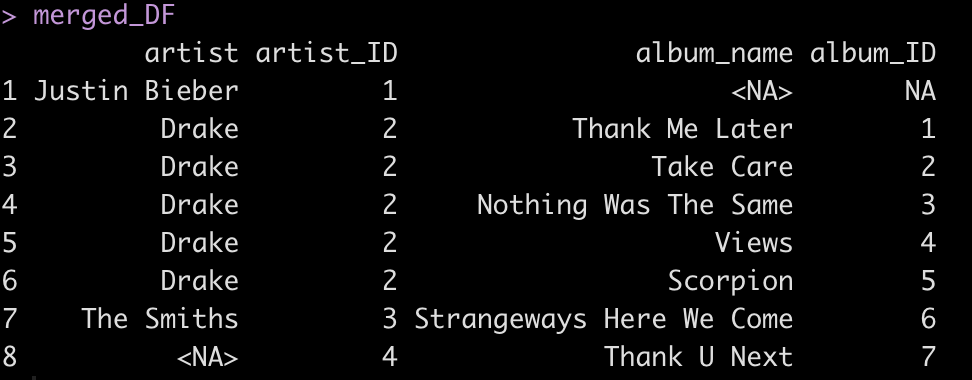 > merged_DF
artist artist_ID album_name album_ID
1 Justin Bieber 1 <NA> NA
2 Drake 2 Thank Me Later 1
3 Drake 2 Take Care 2
4 Drake 2 Nothing Was The Same 3
5 Drake 2 Views 4
6 Drake 2 Scorpion 5
7 The Smiths 3 Strangeways Here We Come 6
8 <NA> 4 Thank U Next 7